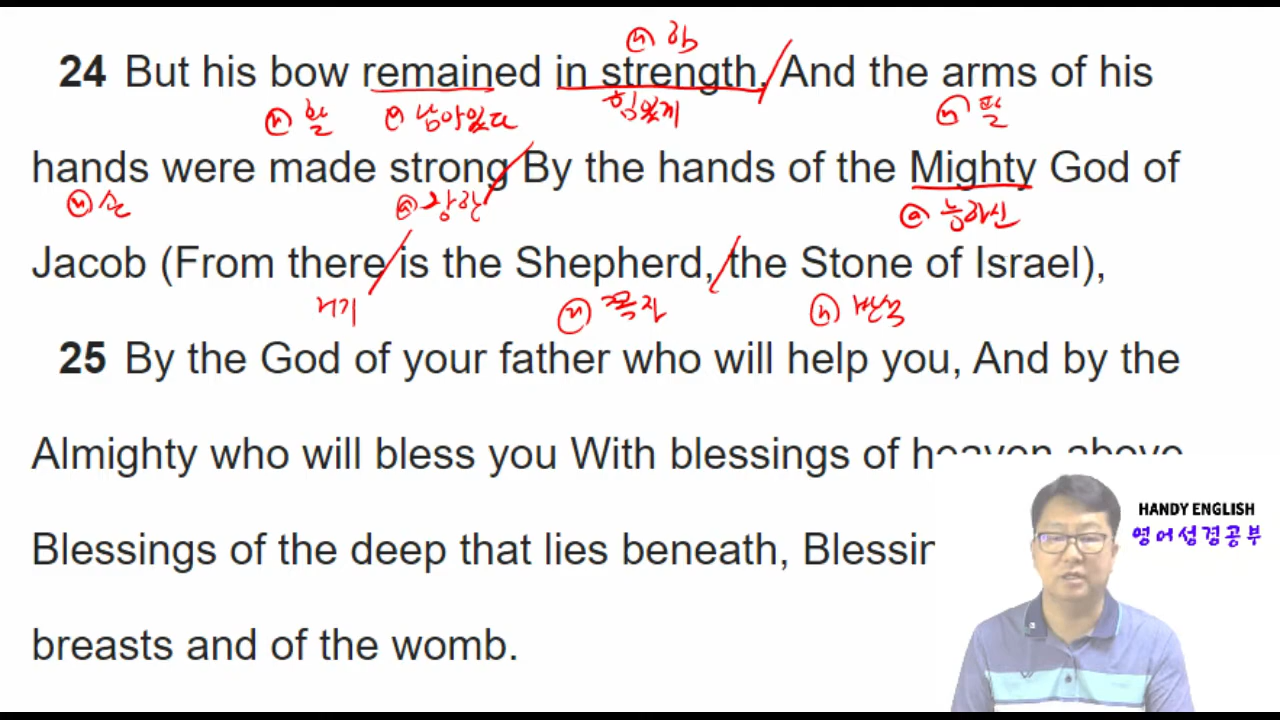 ⓝ 힘
24 But his bow remained in strength, And the arms of his
ⓝ 활 ⓥ 남아있다 힘있게 ⓝ 팔
hands were made strong By the hands of the Mighty God of
ⓝ 손 ⓐ 강한 ⓐ 능하신
Jacob (From there is the Shepherd, the Stone of Israel),
거기 ⓝ 목자 ⓝ 반석
25 By the God of your father who will help you, And by the
Almighty who will bless you With blessings of heaven above
Blessings of the deep that lies beneath,
breasts and of the womb.
HANDY ENGLISH
영어성경공부